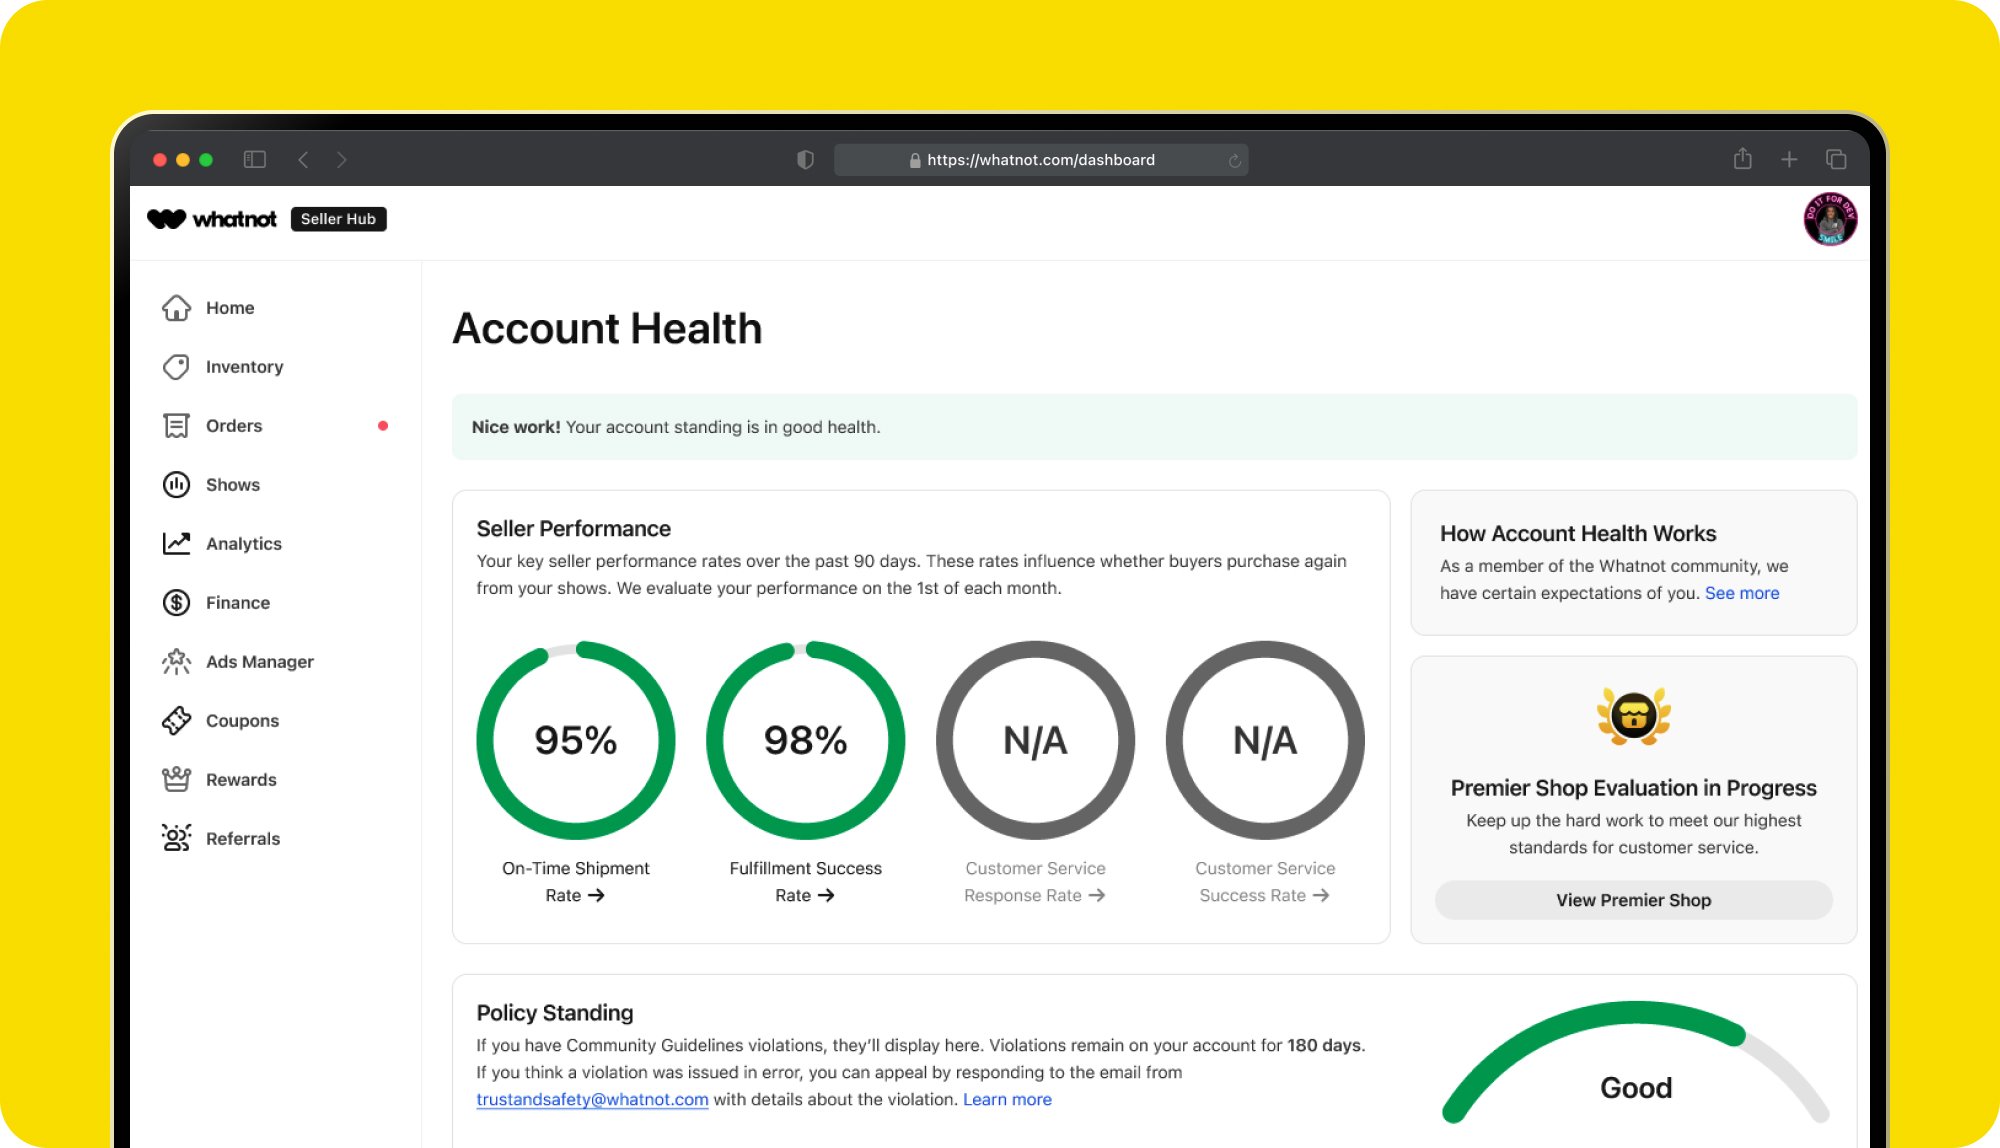 https://whatnot.com/dashboard
whatnot Seller Hub
DO IT FOR DEV
SMILE
Home
Inventory
Orders
Shows
Analytics
Finance
Ads Manager
Coupons
Rewards
Referrals
Account Health
Nice work! Your account standing is in good health.
Seller Performance
Your key seller performance rates over the past 90 days. These rates influence whether buyers purchase again
from your shows. We evaluate your performance on the 1st of each month.
95%
On-Time Shipment
Rate →
98%
Fulfillment Success
Rate →
N/A
Customer Service
Response Rate →
N/A
Customer Service
Success Rate →
How Account Health Works
As a member of the Whatnot community, we
have certain expectations of you. See more
Premier Shop Evaluation in Progress
Keep up the hard work to meet our highest
standards for customer service.
View Premier Shop
Policy Standing
If you have Community Guidelines violations, they’ll display here. Violations remain on your account for 180 days.
If you think a violation was issued in error, you can appeal by responding to the email from
trustandsafety@whatnot.com with details about the violation. Learn more
Good